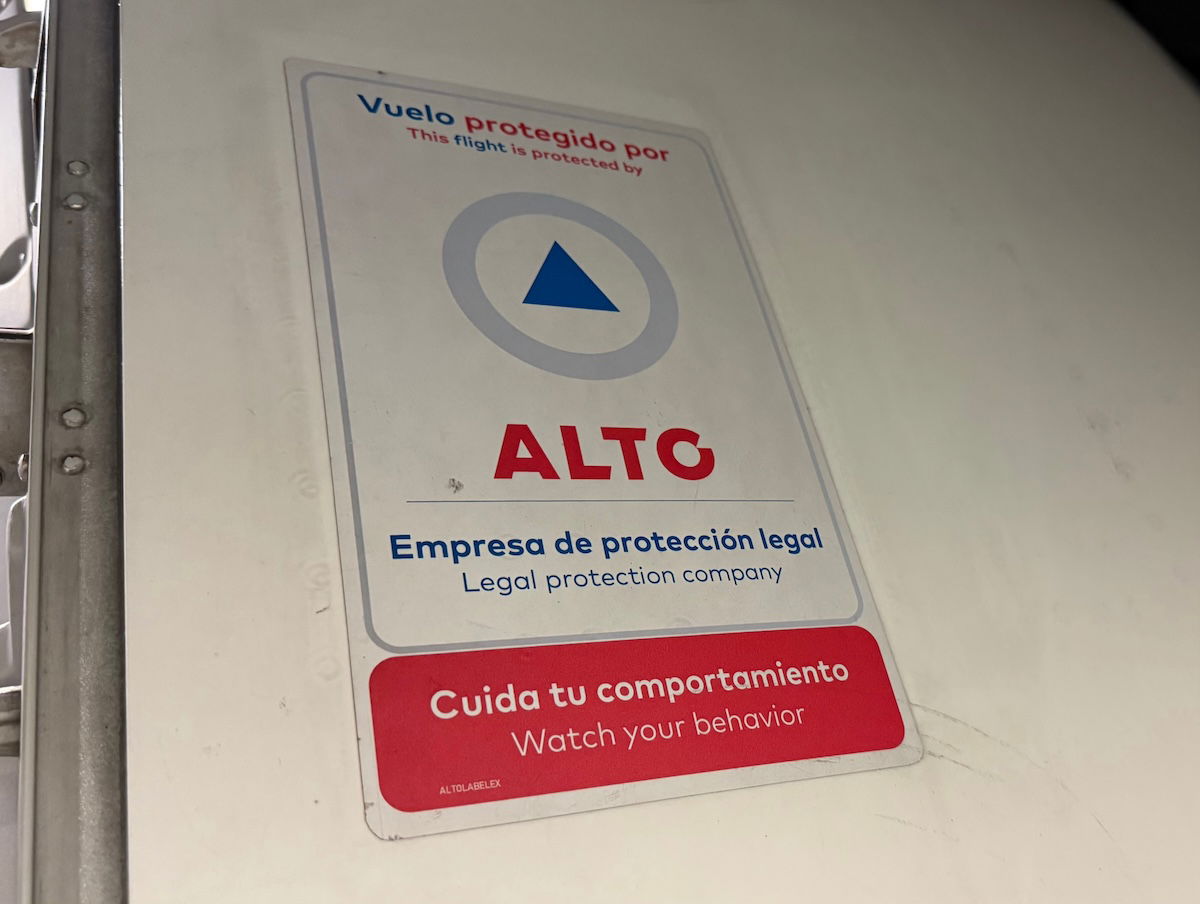 Vuelo protegido por
This flight is protected by
ALTO
Empresa de protección legal
Legal protection company
Cuida tu comportamiento
Watch your behavior
ALTOLABELEX